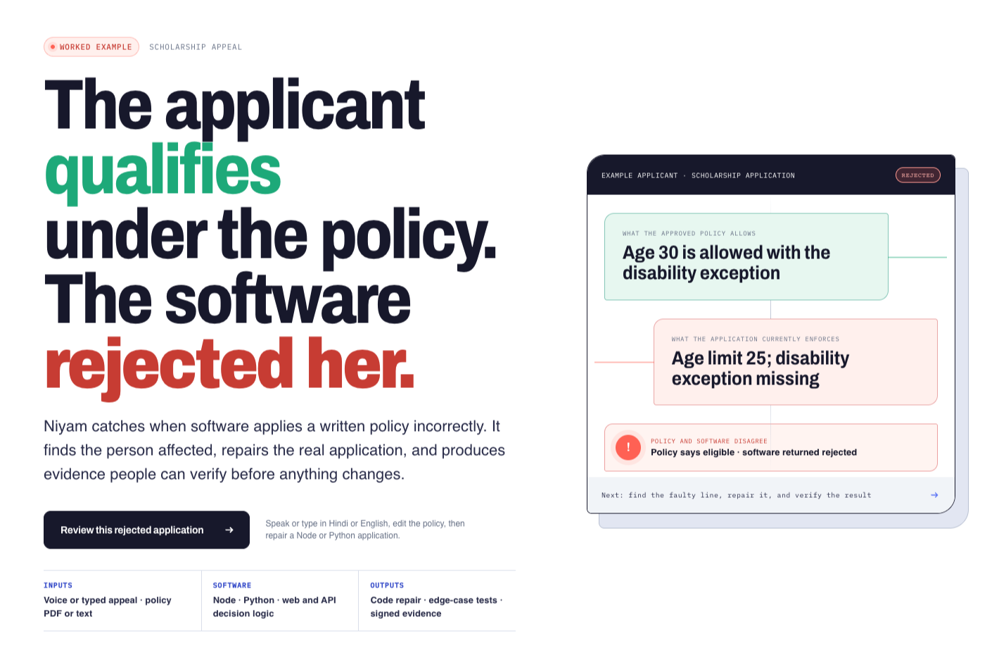 WORKED EXAMPLE
SCHOLARSHIP APPEAL
The applicant
qualifies
under the policy.
The software
rejected her.
Niyam catches when software applies a written policy incorrectly. It
finds the person affected, repairs the real application, and produces
evidence people can verify before anything changes.
Review this rejected application →
Speak or type in Hindi or English, edit the policy, then
repair a Node or Python application.
INPUTS
Voice or typed appeal · policy
PDF or text
SOFTWARE
Node · Python · web and API
decision logic
OUTPUTS
Code repair · edge-case tests ·
signed evidence
EXAMPLE APPLICANT · SCHOLARSHIP APPLICATION
REJECTED
WHAT THE APPROVED POLICY ALLOWS
Age 30 is allowed with the
disability exception
WHAT THE APPLICATION CURRENTLY ENFORCES
Age limit 25; disability
exception missing
!
POLICY AND SOFTWARE DISAGREE
Policy says eligible · software returned rejected
Next: find the faulty line, repair it, and verify the result →